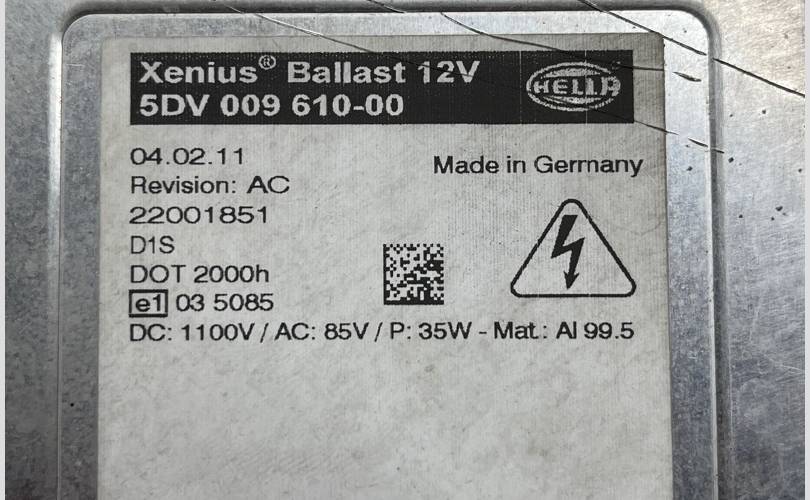 Xenius® Ballast 12V
5DV 009 610-00
HELLA
04.02.11
Made in Germany
Revision: AC
22001851
D1S
DOT 2000h
e1 03 5085
DC: 1100V / AC: 85V / P: 35W - Mat.: Al 99.5